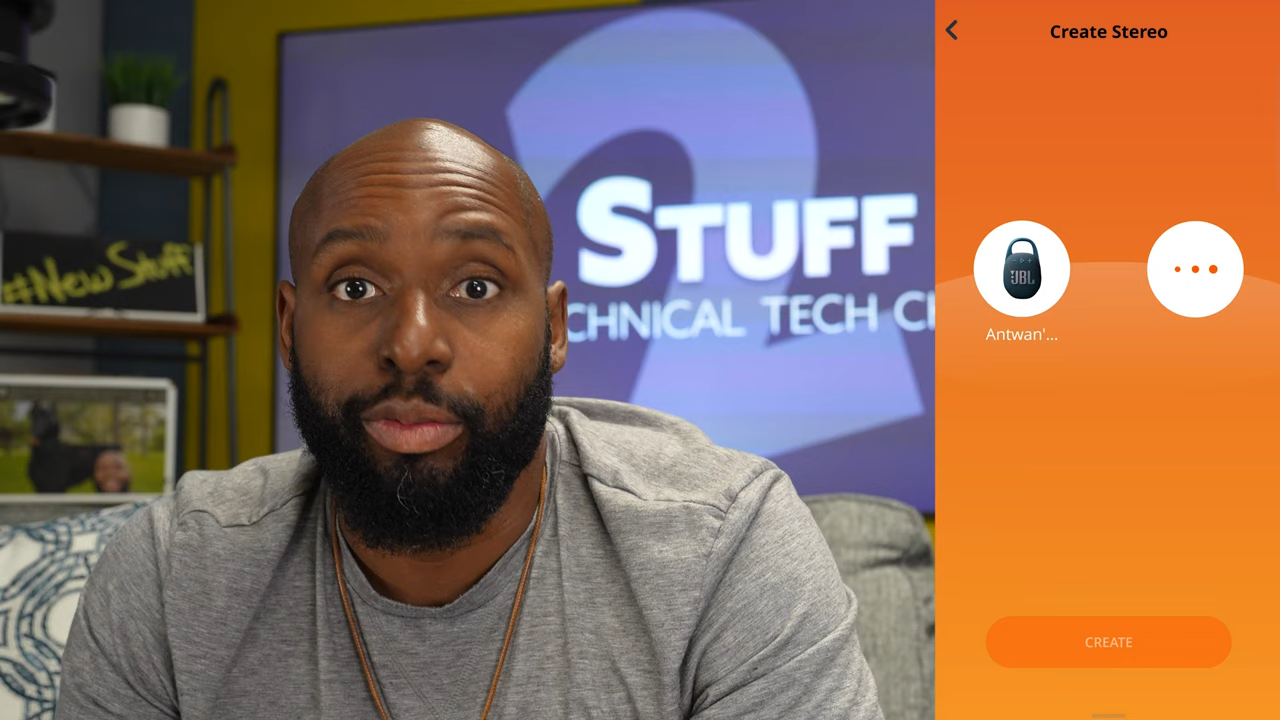 #New Stuff
STUFF
CHNICAL TECH
Create Stereo
JBL
Antwan'...
CREATE